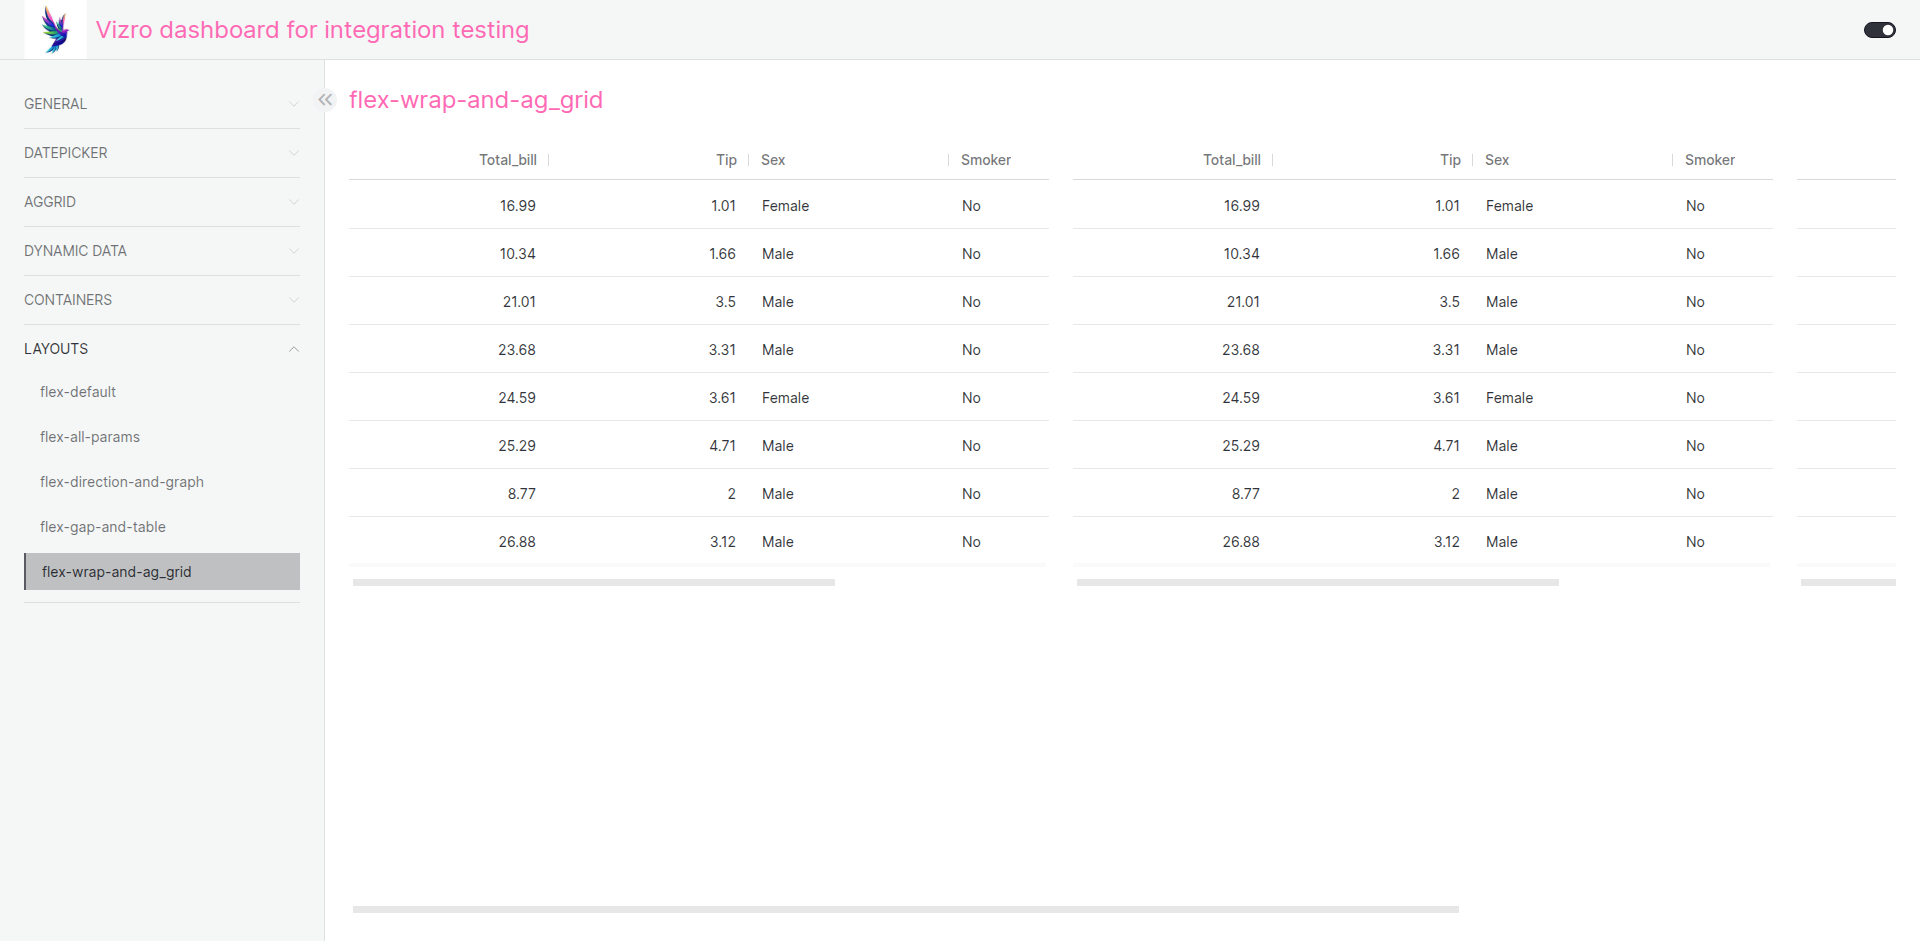 Vizro dashboard for integration testing
GENERAL
DATEPICKER
AGGRID
DYNAMIC DATA
CONTAINERS
LAYOUTS
flex-default
flex-all-params
flex-direction-and-graph
flex-gap-and-table
flex-wrap-and-ag_grid
flex-wrap-and-ag_grid
Total_bill Tip Sex Smoker Total_bill Tip Sex Smoker
16.99 1.01 Female No 16.99 1.01 Female No
10.34 1.66 Male No 10.34 1.66 Male No
21.01 3.5 Male No 21.01 3.5 Male No
23.68 3.31 Male No 23.68 3.31 Male No
24.59 3.61 Female No 24.59 3.61 Female No
25.29 4.71 Male No 25.29 4.71 Male No
8.77 2 Male No 8.77 2 Male No
26.88 3.12 Male No 26.88 3.12 Male No